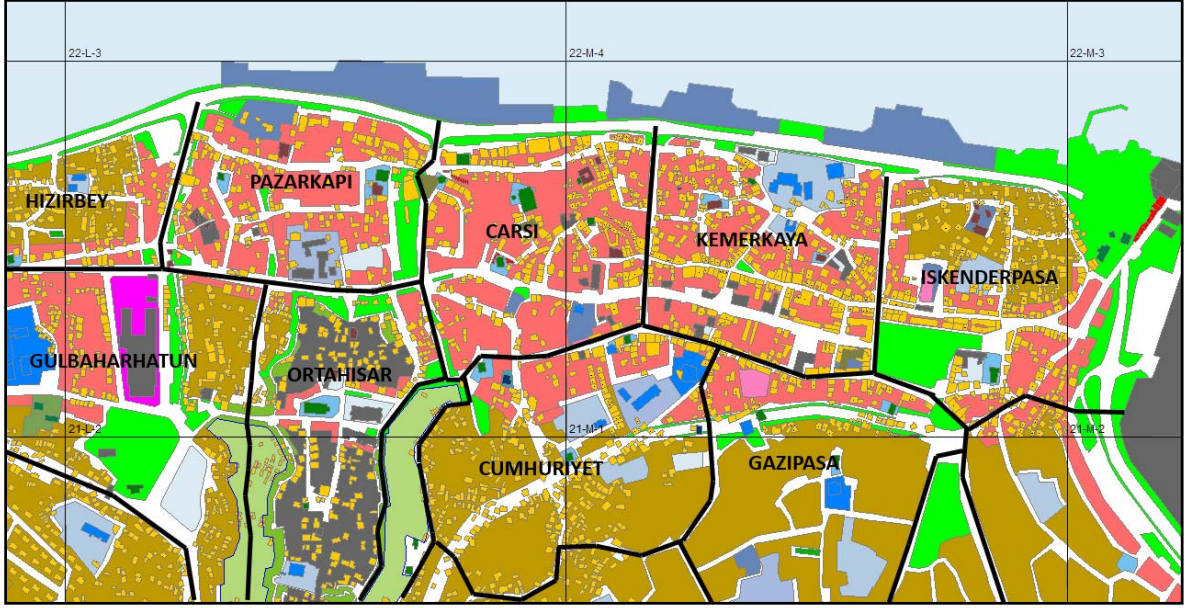 22-L-3
22-M-4
22-M-3
HIZIRBEY
PAZARKAPI
CARSI
KEMERKAYA
ISKENDERPASA
GULBAHARHATUN
ORTAHISAR
21-L-2
21-M-1
21-M-2
CUMHURIYET
GAZIPASA